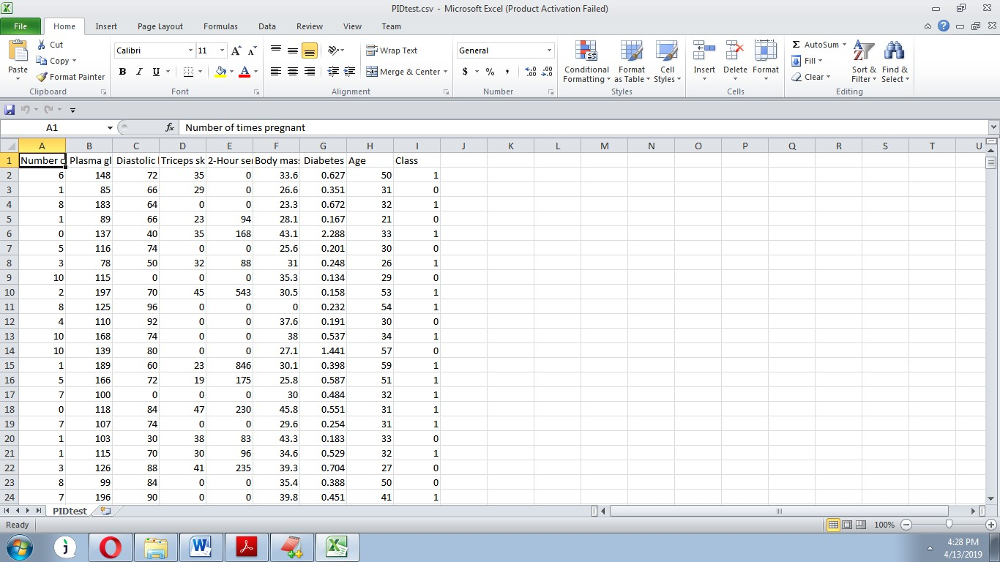 PIDtest.csv - Microsoft Excel (Product Activation Failed)
File Home Insert Page Layout Formulas Data Review View Team
Paste Cut Copy Format Painter Clipboard
Calibri 11 A A B I U A Font
Wrap Text Merge & Center Alignment
General $ % , Number
Conditional Formatting Format as Table Cell Styles Styles
Insert Delete Format Cells
Σ AutoSum Fill Clear Sort & Filter Find & Select Editing
A1 fx Number of times pregnant
A B C D E F G H I J K L M N O P Q R S T U
1 Number o Plasma gl Diastolic Triceps sk 2-Hour ser Body mass Diabetes Age Class
2 6 148 72 35 0 33.6 0.627 50 1
3 1 85 66 29 0 26.6 0.351 31 0
4 8 183 64 0 0 23.3 0.672 32 1
5 1 89 66 23 94 28.1 0.167 21 0
6 0 137 40 35 168 43.1 2.288 33 1
7 5 116 74 0 0 25.6 0.201 30 0
8 3 78 50 32 88 31 0.248 26 1
9 10 115 0 0 0 35.3 0.134 29 0
10 2 197 70 45 543 30.5 0.158 53 1
11 8 125 96 0 0 0 0.232 54 1
12 4 110 92 0 0 37.6 0.191 30 0
13 10 168 74 0 0 38 0.537 34 1
14 10 139 80 0 0 27.1 1.441 57 0
15 1 189 60 23 846 30.1 0.398 59 1
16 5 166 72 19 175 25.8 0.587 51 1
17 7 100 0 0 0 30 0.484 32 1
18 0 118 84 47 230 45.8 0.551 31 1
19 7 107 74 0 0 29.6 0.254 31 1
20 1 103 30 38 83 43.3 0.183 33 0
21 1 115 70 30 96 34.6 0.529 32 1
22 3 126 88 41 235 39.3 0.704 27 0
23 8 99 84 0 0 35.4 0.388 50 0
24 7 196 90 0 0 39.8 0.451 41 1
PIDtest
Ready 100%
4:28 PM
4/13/2019